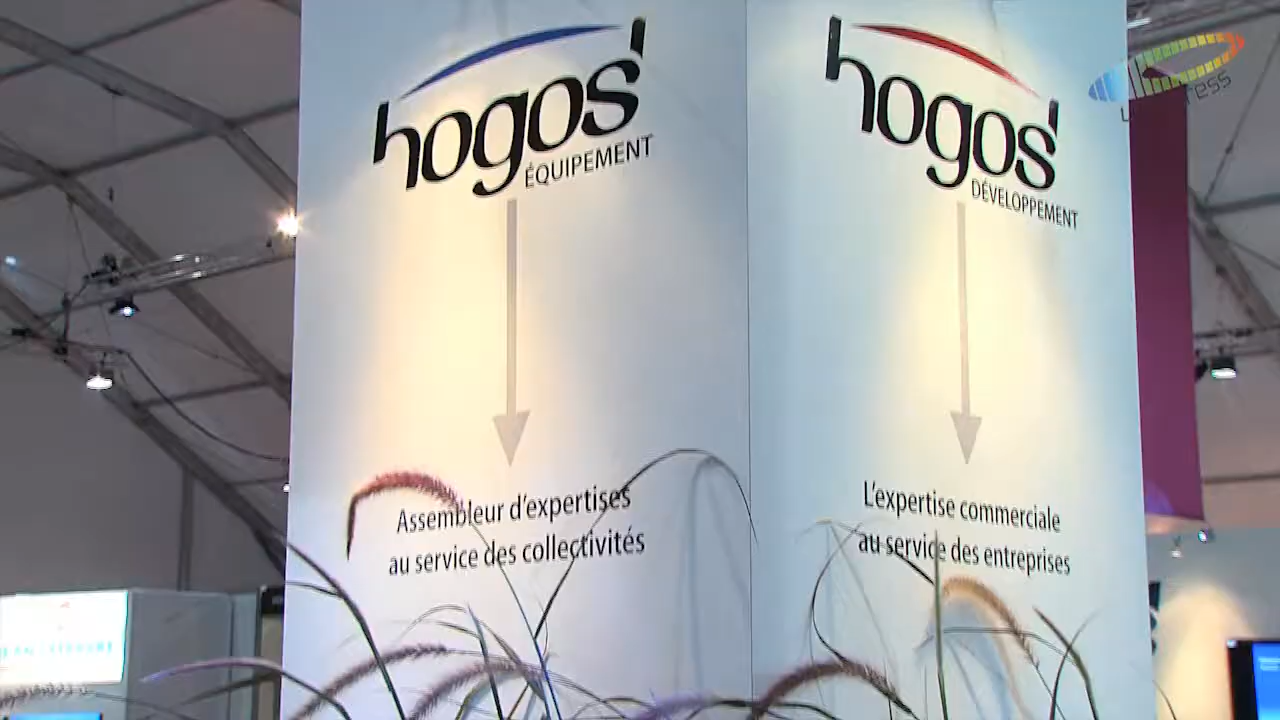 hogos'
ÉQUIPEMENT
Assembleur d'expertises
au service des collectivités
hogos'
DÉVELOPPEMENT
L'expertise commerciale
au service des entreprises